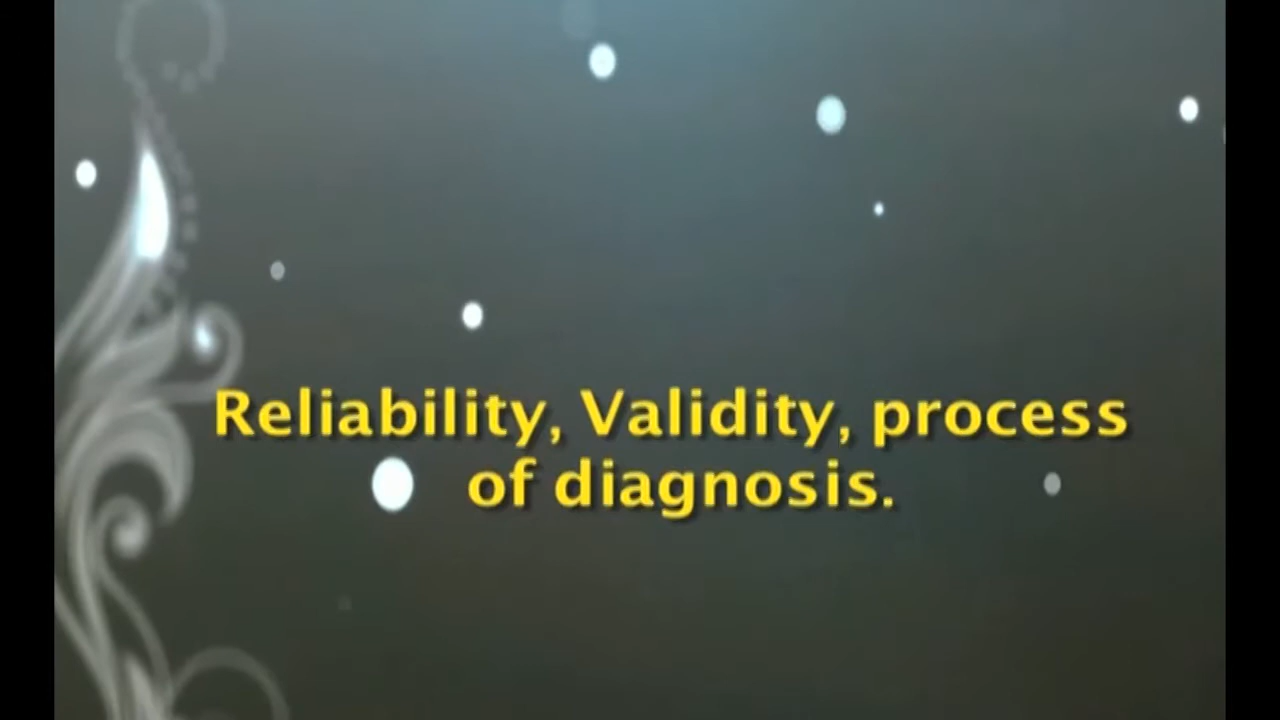 Reliability, Validity, process
of diagnosis.